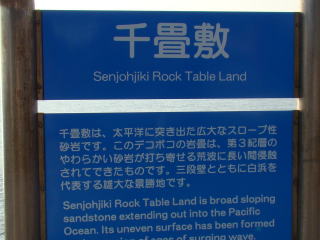 千畳敷
Senjohjiki Rock Table Land
千畳敷は、太平洋に突き出た広大なスロープ性
砂岩です。このデコボコの岩畳は、第3紀層の
やわらかい砂岩が打ち寄せる荒波に長い間侵蝕
されてできたものです。三段壁とともに白浜を
代表する雄大な景勝地です。
Senjohjiki Rock Table Land is broad sloping
sandstone extending out into the Pacific
Ocean. Its uneven surface has been formed
of ages of surging wave